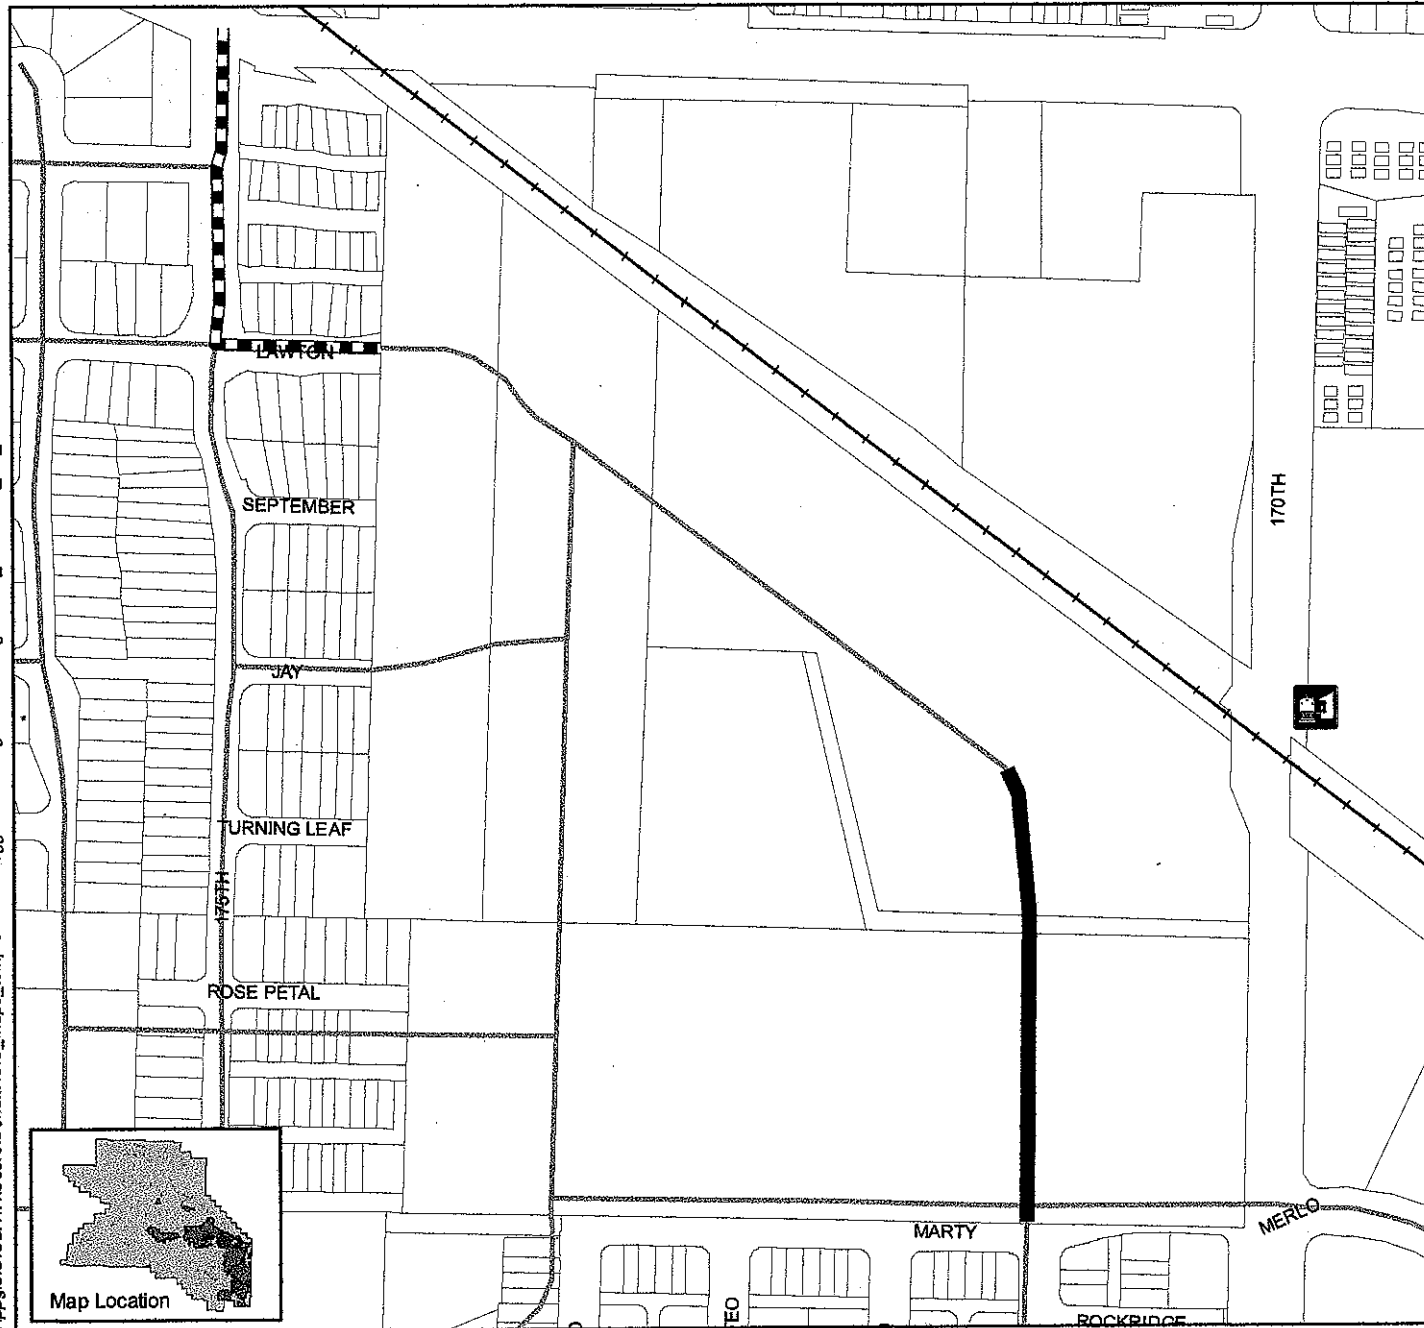 LAWTON
170TH
SEPTEMBER
JAY
TURNING LEAF
175TH
ROSE PETAL
MERLO
MARTY
Map Location
ROCKRIDGE